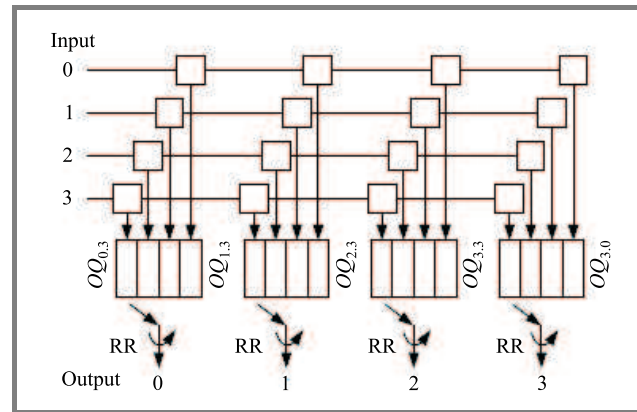 Input
0
1
2
3
OQ0.3
OQ1.3
OQ2.3
OQ3.3
OQ3.0
RR RR RR RR
Output 0 1 2 3